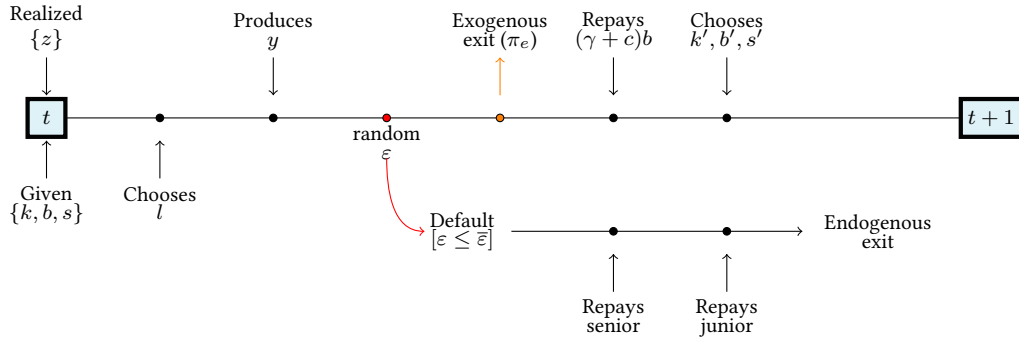 Realized
{z}
Produces
y
Exogenous
exit (π_e)
Repays
(γ + c)b
Chooses
k′, b′, s′
t
t + 1
random
ε
Given
{k, b, s}
Chooses
l
Default
[ε ≤ ε̅]
Endogenous
exit
Repays
senior
Repays
junior